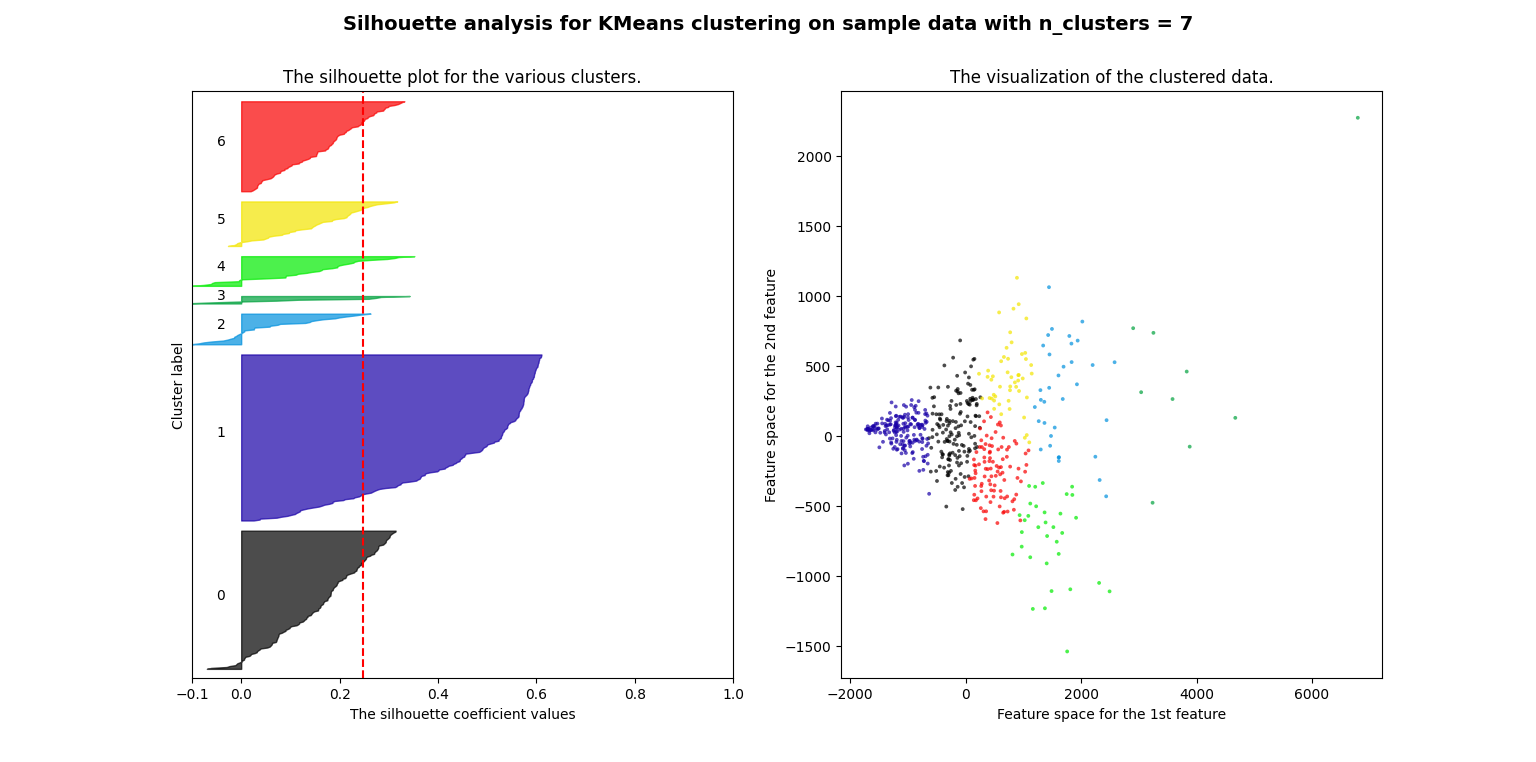 Silhouette analysis for KMeans clustering on sample data with n_clusters = 7
The silhouette plot for the various clusters.
6
5
4
3
2
1
0
Cluster label
−0.1 0.0 0.2 0.4 0.6 0.8 1.0
The silhouette coefficient values
The visualization of the clustered data.
2000
1500
1000
500
0
−500
−1000
−1500
Feature space for the 2nd feature
−2000 0 2000 4000 6000
Feature space for the 1st feature